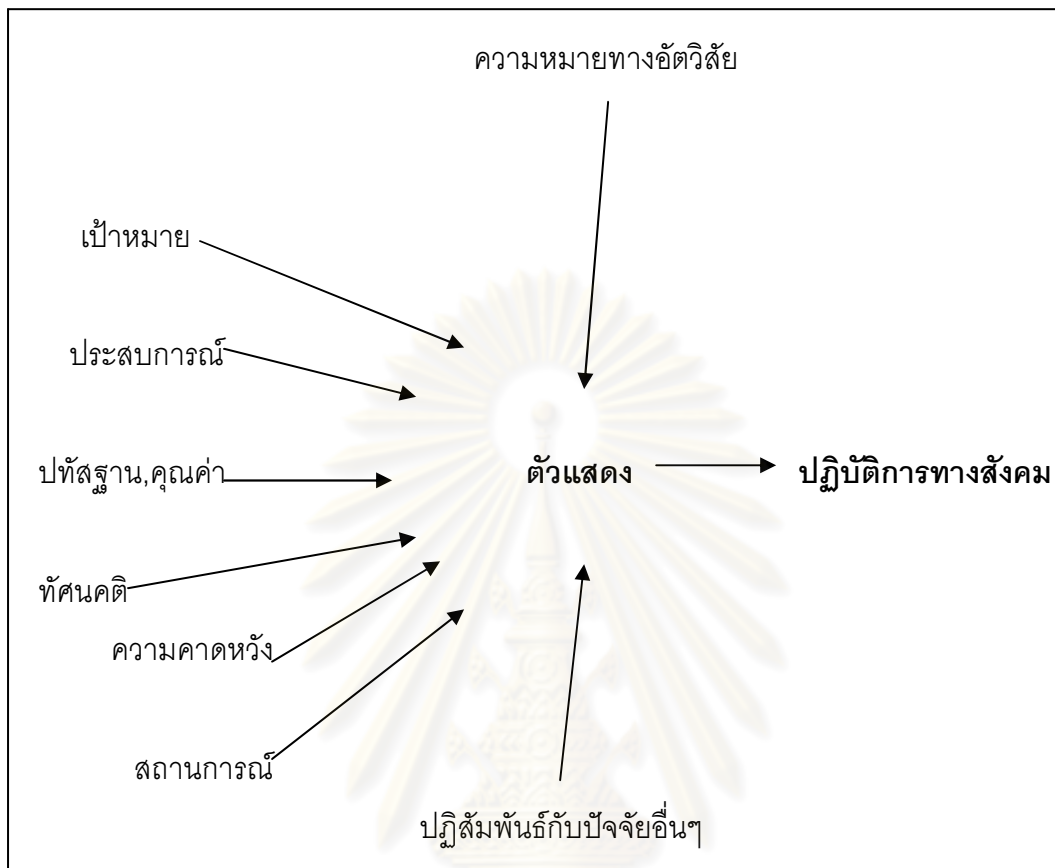 ความหมายทางอัตวิสัย
เป้าหมาย
ประสบการณ์
ปทัสฐาน,คุณค่า
ตัวแสดง
ปฏิบัติการทางสังคม
ทัศนคติ
ความคาดหวัง
สถานการณ์
ปฏิสัมพันธ์กับปัจจัยอื่นๆ